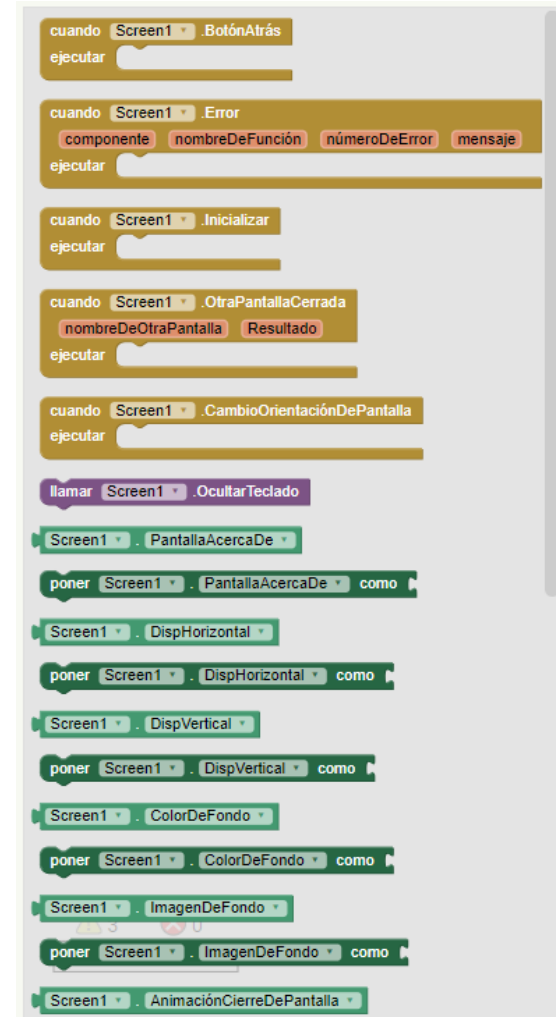 cuando Screen1 .BotónAtrás
ejecutar
cuando Screen1 .Error
componente nombreDeFunción númeroDeError mensaje
ejecutar
cuando Screen1 .Inicializar
ejecutar
cuando Screen1 .OtraPantallaCerrada
nombreDeOtraPantalla Resultado
ejecutar
cuando Screen1 .CambioOrientaciónDePantalla
ejecutar
llamar Screen1 .OcultarTeclado
Screen1 . PantallaAcercaDe
poner Screen1 . PantallaAcercaDe como
Screen1 . DispHorizontal
poner Screen1 . DispHorizontal como
Screen1 . DispVertical
poner Screen1 . DispVertical como
Screen1 . ColorDeFondo
poner Screen1 . ColorDeFondo como
Screen1 . ImagenDeFondo
3 0
poner Screen1 . ImagenDeFondo como
Screen1 . AnimaciónCierreDePantalla